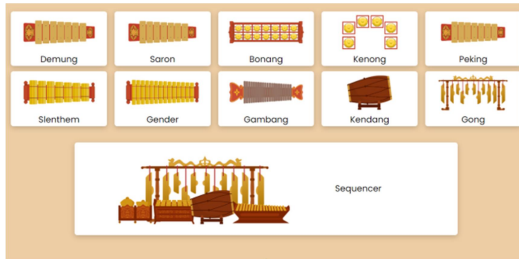 Demung
Saron
Bonang
Kenong
Peking
Slenthem
Gender
Gambang
Kendang
Gong
Sequencer